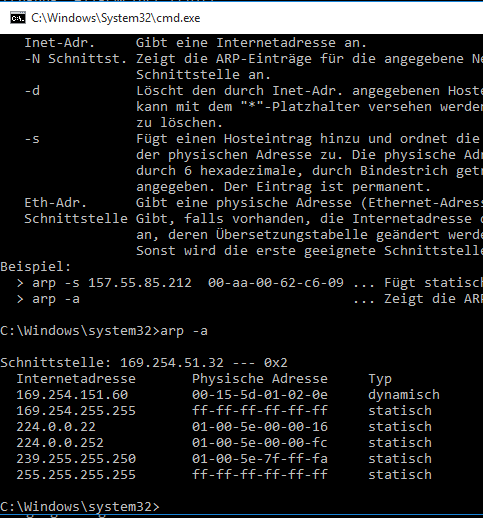 C:\Windows\System32\cmd.exe
Inet-Adr. Gibt eine Internetadresse an.
-N Schnittst. Zeigt die ARP-Einträge für die angegebene Ne
Schnittstelle an.
-d Löscht den durch Inet-Adr. angegebenen Hoste
kann mit dem "*"-Platzhalter versehen werde
zu löschen.
-s Fügt einen Hosteintrag hinzu und ordnet die
der physischen Adresse zu. Die physische Adr
durch 6 hexadezimale, durch Bindestrich getr
angegeben. Der Eintrag ist permanent.
Eth-Adr. Gibt eine physische Adresse (Ethernet-Adress
Schnittstelle Gibt, falls vorhanden, die Internetadresse d
an, deren Übersetzungstabelle geändert werde
Sonst wird die erste geeignete Schnittstelle
Beispiel:
> arp -s 157.55.85.212 00-aa-00-62-c6-09 ... Fügt statisch
> arp -a ... Zeigt die ARP
C:\Windows\system32>arp -a
Schnittstelle: 169.254.51.32 --- 0x2
Internetadresse Physische Adresse Typ
169.254.151.60 00-15-5d-01-02-0e dynamisch
169.254.255.255 ff-ff-ff-ff-ff-ff statisch
224.0.0.22 01-00-5e-00-00-16 statisch
224.0.0.252 01-00-5e-00-00-fc statisch
239.255.255.250 01-00-5e-7f-ff-fa statisch
255.255.255.255 ff-ff-ff-ff-ff-ff statisch
C:\Windows\system32>